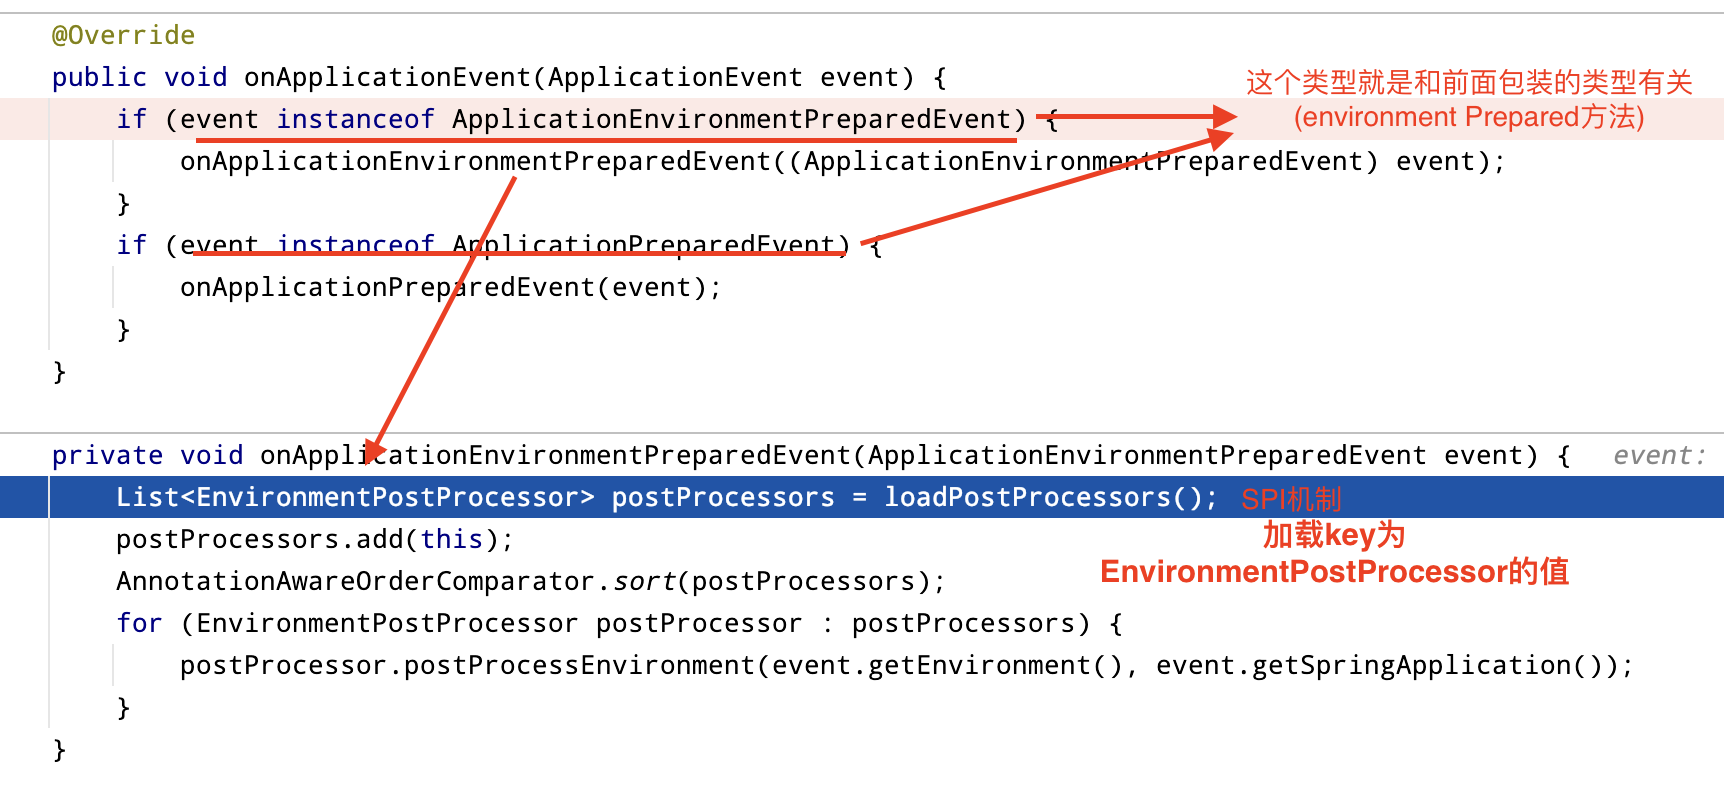 @Override
public void onApplicationEvent(ApplicationEvent event) {
这个类型就是和前面包装的类型有关
if (event instanceof ApplicationEnvironmentPreparedEvent) {
(environment Prepared方法)
onApplicationEnvironmentPreparedEvent((ApplicationEnvironmentPreparedEvent) event);
}
if (event instanceof ApplicationPreparedEvent) {
onApplicationPreparedEvent(event);
}
}
private void onApplicationEnvironmentPreparedEvent(ApplicationEnvironmentPreparedEvent event) { event:
List<EnvironmentPostProcessor> postProcessors = loadPostProcessors(); SPI机制
加载key为
postProcessors.add(this);
EnvironmentPostProcessor的值
AnnotationAwareOrderComparator.sort(postProcessors);
for (EnvironmentPostProcessor postProcessor : postProcessors) {
postProcessor.postProcessEnvironment(event.getEnvironment(), event.getSpringApplication());
}
}